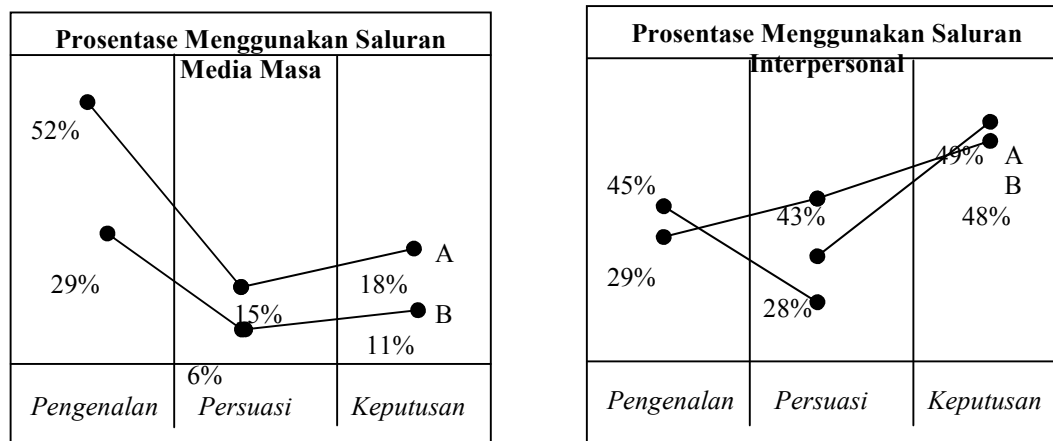 Prosentase Menggunakan Saluran
Media Masa
52%
29%
15%
6%
18%
A
B
11%
Pengenalan
Persuasi
Keputusan
Prosentase Menggunakan Saluran
Interpersonal
45%
29%
43%
28%
49%
A
B
48%
Pengenalan
Persuasi
Keputusan